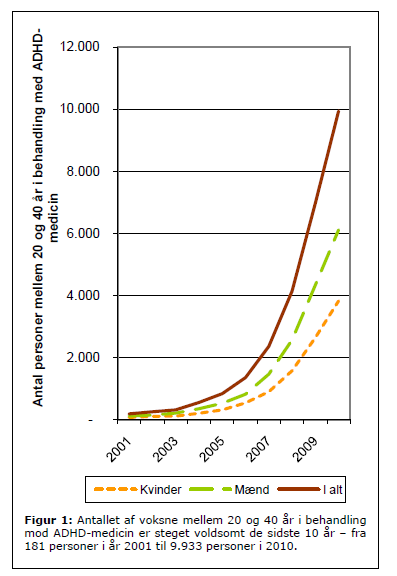 Antal personer mellem 20 og 40 år i behandling med ADHD-
medicin
12.000
10.000
8.000
6.000
4.000
2.000
-
2001
2003
2005
2007
2009
Kvinder
Mænd
I alt
Figur 1: Antallet af voksne mellem 20 og 40 år i behandling
mod ADHD-medicin er steget voldsomt de sidste 10 år – fra
181 personer i år 2001 til 9.933 personer i 2010.